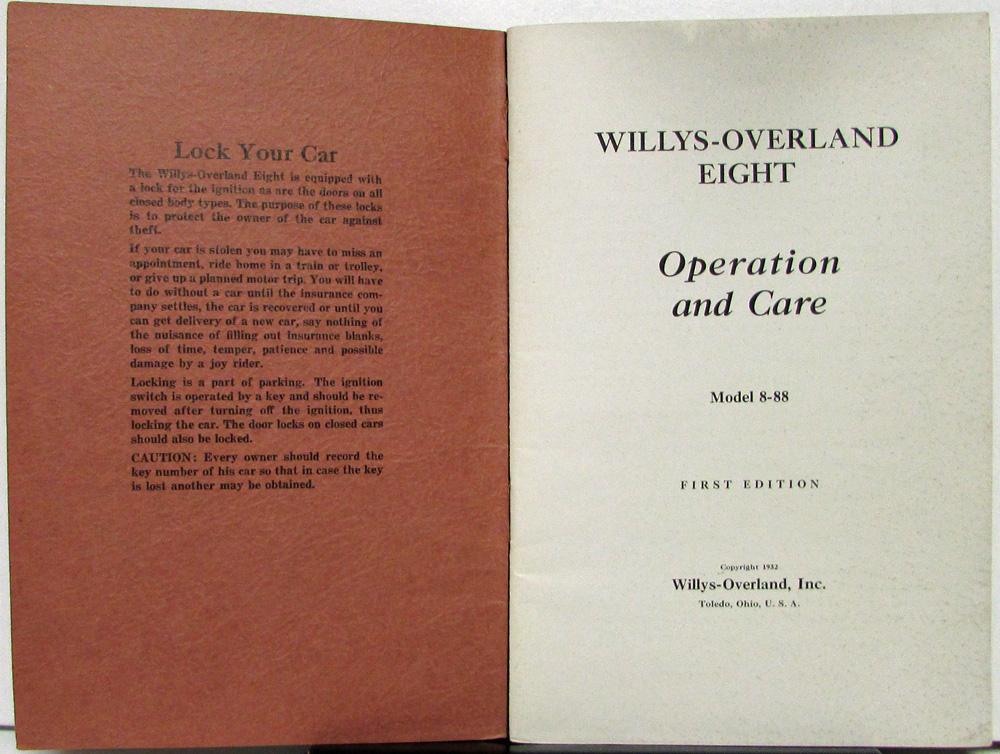 Lock Your Car
The Willys-Overland Eight is equipped with
a lock for the ignition as are the doors on all
closed body types. The purpose of these locks
is to protect the owner of the car against
theft.
If your car is stolen you may have to miss an
appointment, ride home in a train or trolley,
or give up a planned motor trip. You will have
to do without a car until the insurance com-
pany settles, the car is recovered or until you
can get delivery of a new car, say nothing of
the nuisance of filling out insurance blanks,
loss of time, temper, patience and possible
damage by a joy rider.
Locking is a part of parking. The ignition
switch is operated by a key and should be re-
moved after turning off the ignition, thus
locking the car. The door locks on closed cars
should also be locked.
CAUTION: Every owner should record the
key number of his car so that in case the key
is lost another may be obtained.
WILLYS-OVERLAND
EIGHT
Operation
and Care
Model 8-88
FIRST EDITION
Copyright 1932
Willys-Overland, Inc.
Toledo, Ohio, U. S. A.